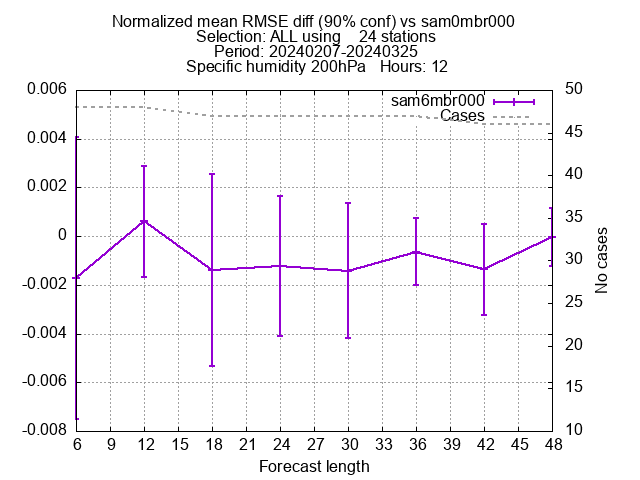 Normalized mean RMSE diff (90% conf) vs sam0mbr000
Selection: ALL using    24 stations
Period: 20240207-20240325
Specific humidity 200hPa   Hours: 12
sam6mbr000
Cases
0.006
0.004
0.002
0
-0.002
-0.004
-0.006
-0.008
50
45
40
35
30
25
20
15
10
No cases
6 9 12 15 18 21 24 27 30 33 36 39 42 45 48
Forecast length